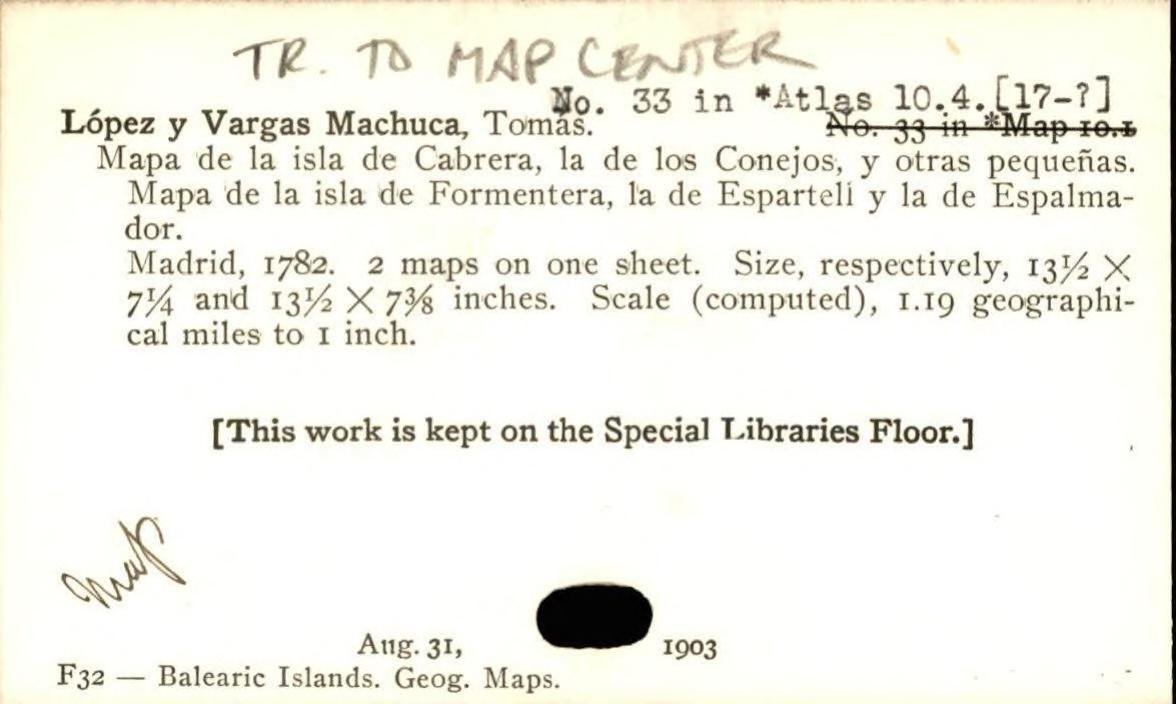 TR. TO MAP CENTER
No. 33 in *Atlas 10.4.[17-?]
López y Vargas Machuca, Tomás. No. 33 in *Map 10.1
Mapa de la isla de Cabrera, la de los Conejos, y otras pequeñas.
Mapa de la isla de Formentera, la de Espartell y la de Espalma-
dor.
Madrid, 1782. 2 maps on one sheet. Size, respectively, 13½ ×
7¼ and 13½ × 7⅜ inches. Scale (computed), 1.19 geographi-
cal miles to 1 inch.
[This work is kept on the Special Libraries Floor.]
Map
Aug. 31, 1903
F32 — Balearic Islands. Geog. Maps.